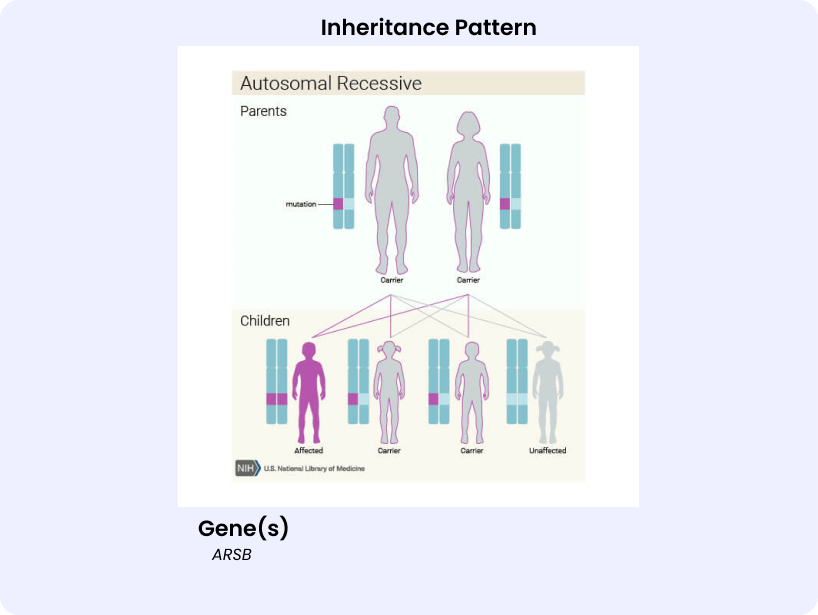 Inheritance Pattern
Autosomal Recessive
Parents
mutation
Carrier Carrier
Children
Affected Carrier Carrier Unaffected
NIH U.S. National Library of Medicine
Gene(s)
ARSB